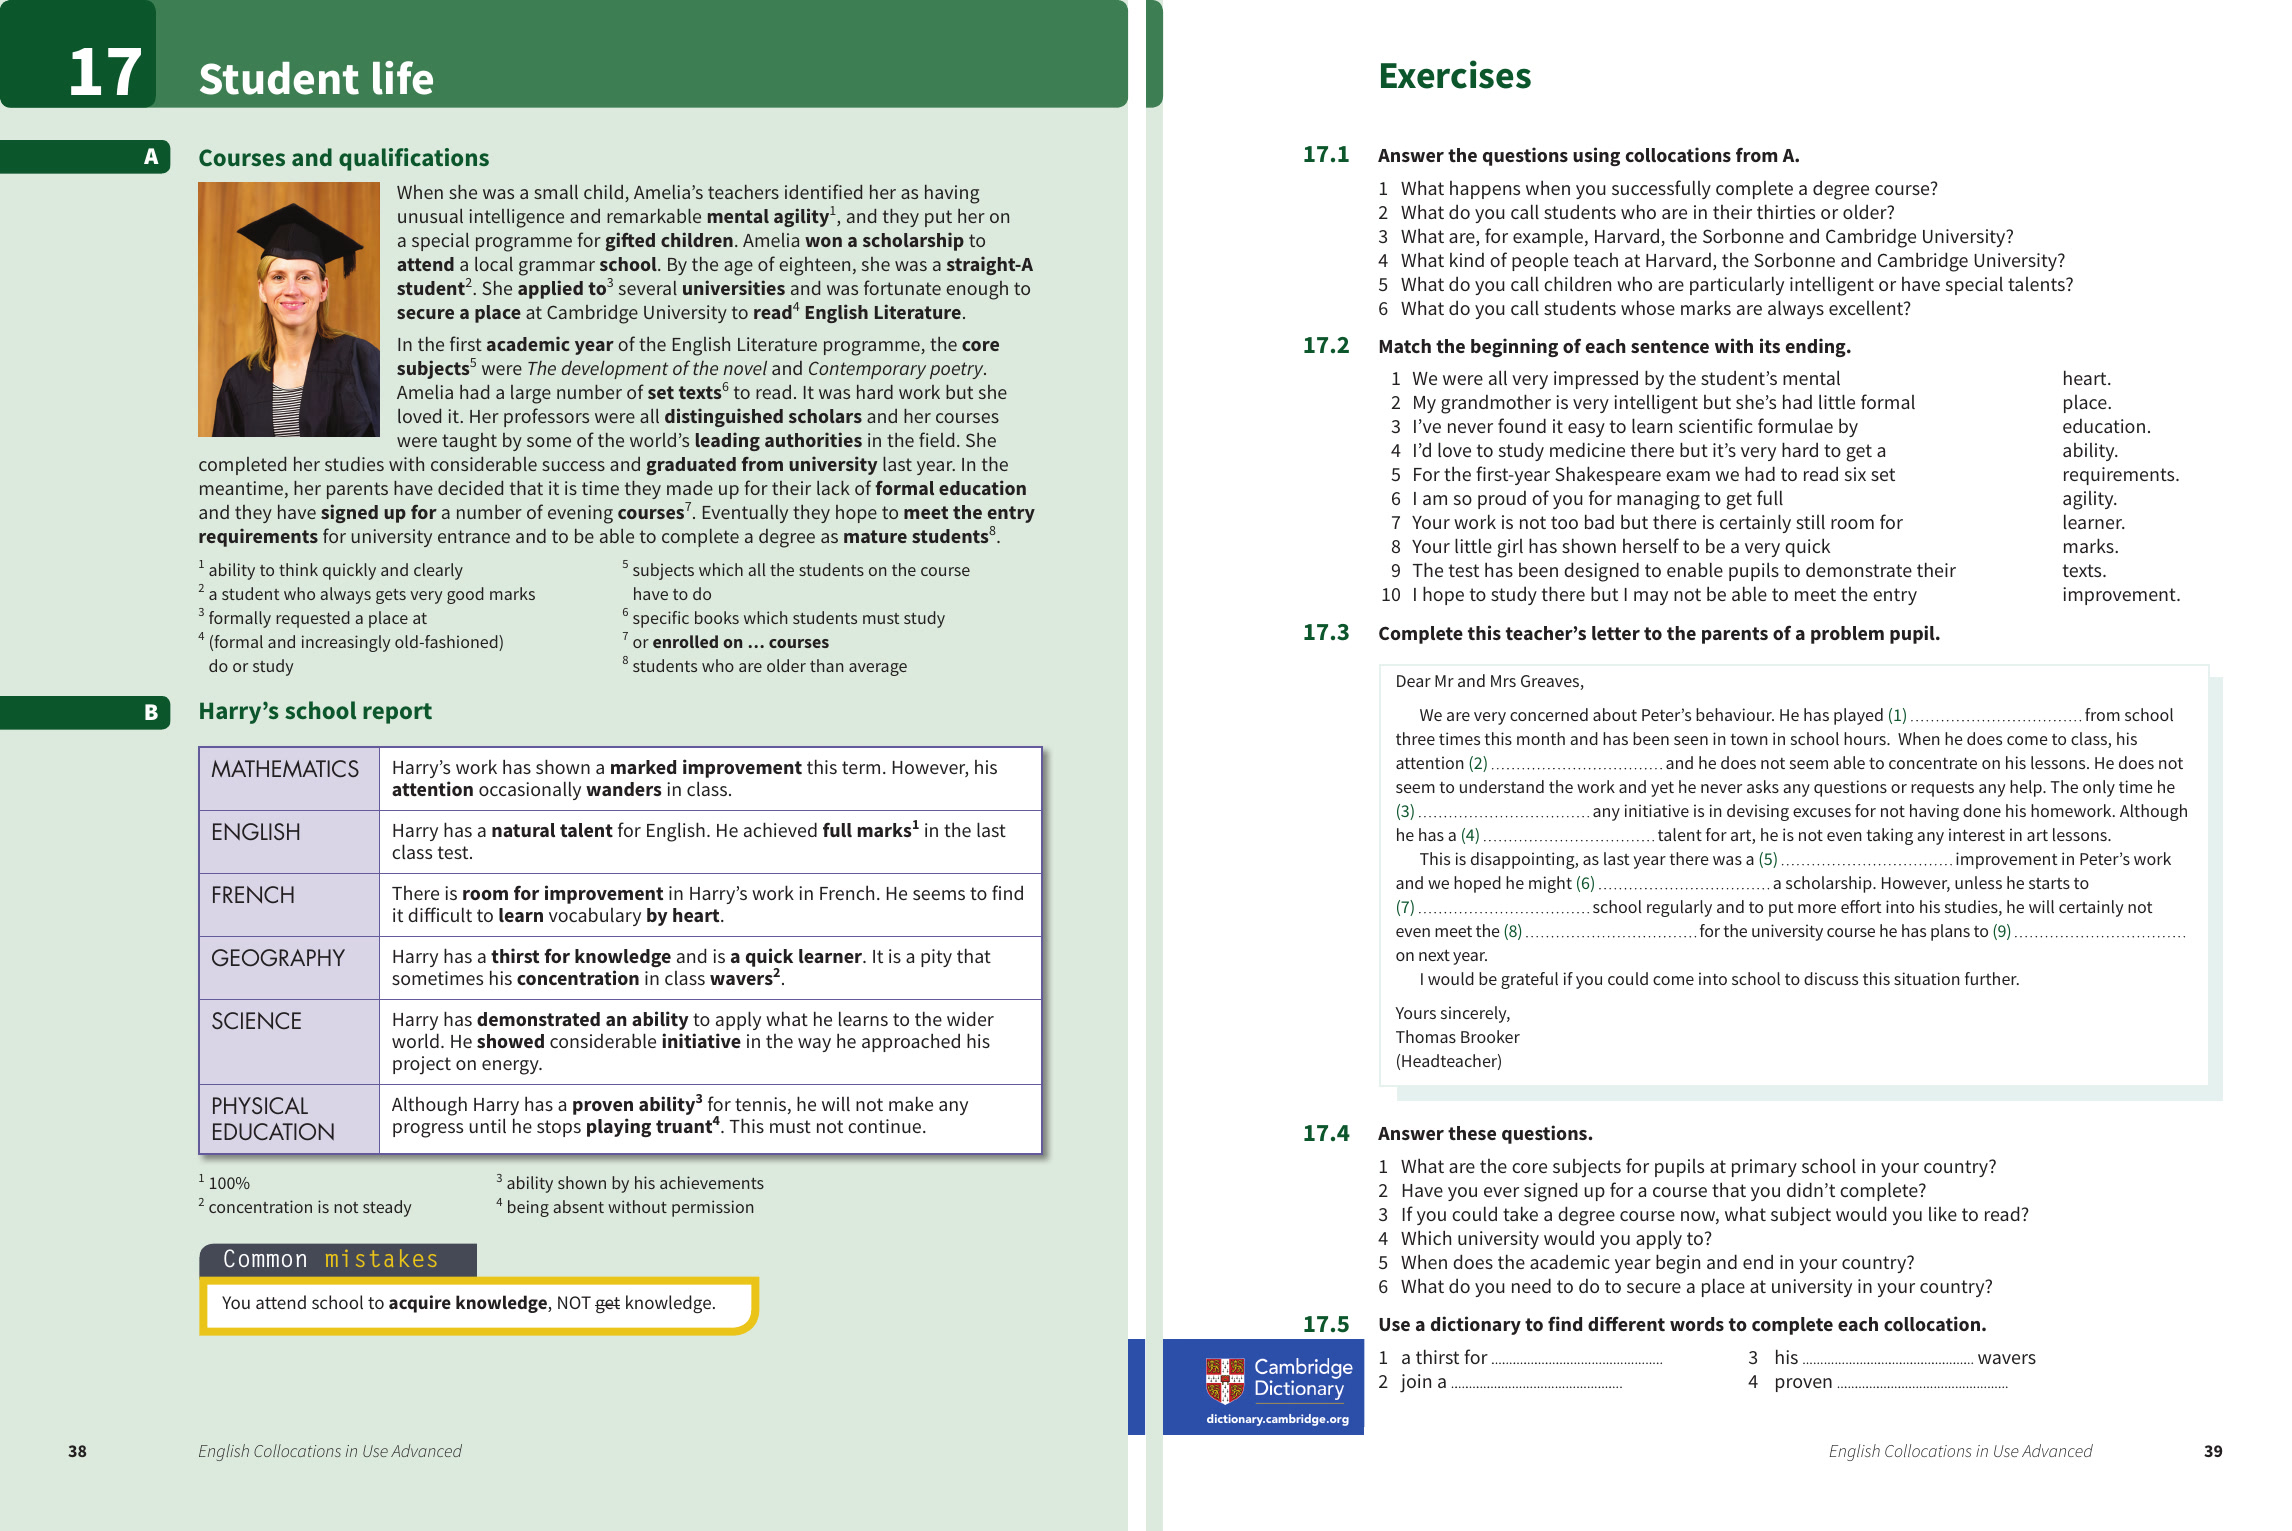 17
Student life
A
Courses and qualifications
When she was a small child, Amelia’s teachers identified her as having
unusual intelligence and remarkable mental agility1, and they put her on
a special programme for gifted children. Amelia won a scholarship to
attend a local grammar school. By the age of eighteen, she was a straight-A
student2. She applied to3 several universities and was fortunate enough to
secure a place at Cambridge University to read4 English Literature.
In the first academic year of the English Literature programme, the core
subjects5 were The development of the novel and Contemporary poetry.
Amelia had a large number of set texts6 to read. It was hard work but she
loved it. Her professors were all distinguished scholars and her courses
were taught by some of the world’s leading authorities in the field. She
completed her studies with considerable success and graduated from university last year. In the
meantime, her parents have decided that it is time they made up for their lack of formal education
and they have signed up for a number of evening courses7. Eventually they hope to meet the entry
requirements for university entrance and to be able to complete a degree as mature students8.
1 ability to think quickly and clearly
2 a student who always gets very good marks
3 formally requested a place at
4 (formal and increasingly old-fashioned)
do or study
5 subjects which all the students on the course
have to do
6 specific books which students must study
7 or enrolled on … courses
8 students who are older than average
B
Harry’s school report
MATHEMATICS
Harry’s work has shown a marked improvement this term. However, his
attention occasionally wanders in class.
ENGLISH
Harry has a natural talent for English. He achieved full marks1 in the last
class test.
FRENCH
There is room for improvement in Harry’s work in French. He seems to find
it difficult to learn vocabulary by heart.
GEOGRAPHY
Harry has a thirst for knowledge and is a quick learner. It is a pity that
sometimes his concentration in class wavers2.
SCIENCE
Harry has demonstrated an ability to apply what he learns to the wider
world. He showed considerable initiative in the way he approached his
project on energy.
PHYSICAL
EDUCATION
Although Harry has a proven ability3 for tennis, he will not make any
progress until he stops playing truant4. This must not continue.
1 100%
2 concentration is not steady
3 ability shown by his achievements
4 being absent without permission
Common mistakes
You attend school to acquire knowledge, NOT get knowledge.
38
English Collocations in Use Advanced
Exercises
17.1 Answer the questions using collocations from A.
1 What happens when you successfully complete a degree course?
2 What do you call students who are in their thirties or older?
3 What are, for example, Harvard, the Sorbonne and Cambridge University?
4 What kind of people teach at Harvard, the Sorbonne and Cambridge University?
5 What do you call children who are particularly intelligent or have special talents?
6 What do you call students whose marks are always excellent?
17.2 Match the beginning of each sentence with its ending.
1 We were all very impressed by the student’s mental heart.
2 My grandmother is very intelligent but she’s had little formal place.
3 I’ve never found it easy to learn scientific formulae by education.
4 I’d love to study medicine there but it’s very hard to get a ability.
5 For the first-year Shakespeare exam we had to read six set requirements.
6 I am so proud of you for managing to get full agility.
7 Your work is not too bad but there is certainly still room for learner.
8 Your little girl has shown herself to be a very quick marks.
9 The test has been designed to enable pupils to demonstrate their texts.
10 I hope to study there but I may not be able to meet the entry improvement.
17.3 Complete this teacher’s letter to the parents of a problem pupil.
Dear Mr and Mrs Greaves,
We are very concerned about Peter’s behaviour. He has played (1) .................................. from school
three times this month and has been seen in town in school hours. When he does come to class, his
attention (2) .................................. and he does not seem able to concentrate on his lessons. He does not
seem to understand the work and yet he never asks any questions or requests any help. The only time he
(3) .................................. any initiative is in devising excuses for not having done his homework. Although
he has a (4) .................................. talent for art, he is not even taking any interest in art lessons.
This is disappointing, as last year there was a (5) .................................. improvement in Peter’s work
and we hoped he might (6) .................................. a scholarship. However, unless he starts to
(7) .................................. school regularly and to put more effort into his studies, he will certainly not
even meet the (8) .................................. for the university course he has plans to (9) ..................................
on next year.
I would be grateful if you could come into school to discuss this situation further.
Yours sincerely,
Thomas Brooker
(Headteacher)
17.4 Answer these questions.
1 What are the core subjects for pupils at primary school in your country?
2 Have you ever signed up for a course that you didn’t complete?
3 If you could take a degree course now, what subject would you like to read?
4 Which university would you apply to?
5 When does the academic year begin and end in your country?
6 What do you need to do to secure a place at university in your country?
17.5 Use a dictionary to find different words to complete each collocation.
1 a thirst for ..................................
2 join a ..................................
3 his .................................. wavers
4 proven ..................................
Cambridge
Dictionary
dictionary.cambridge.org
English Collocations in Use Advanced
39